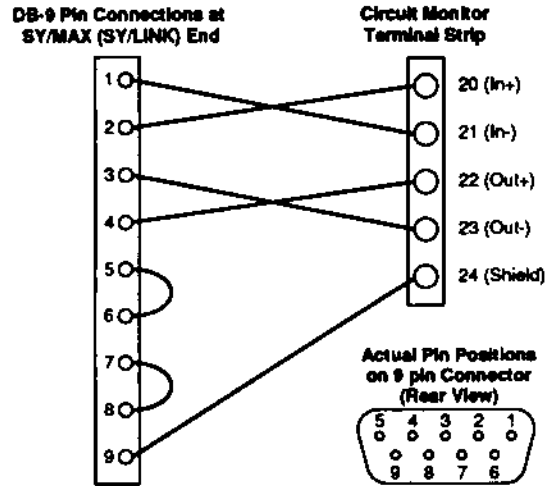 DB-9 Pin Connections at
SY/MAX (SY/LINK) End
Circuit Monitor
Terminal Strip
1
2
3
4
5
6
7
8
9
20 (In+)
21 (In-)
22 (Out+)
23 (Out-)
24 (Shield)
Actual Pin Positions
on 9 pin Connector
(Rear View)
5 4 3 2 1
9 8 7 6